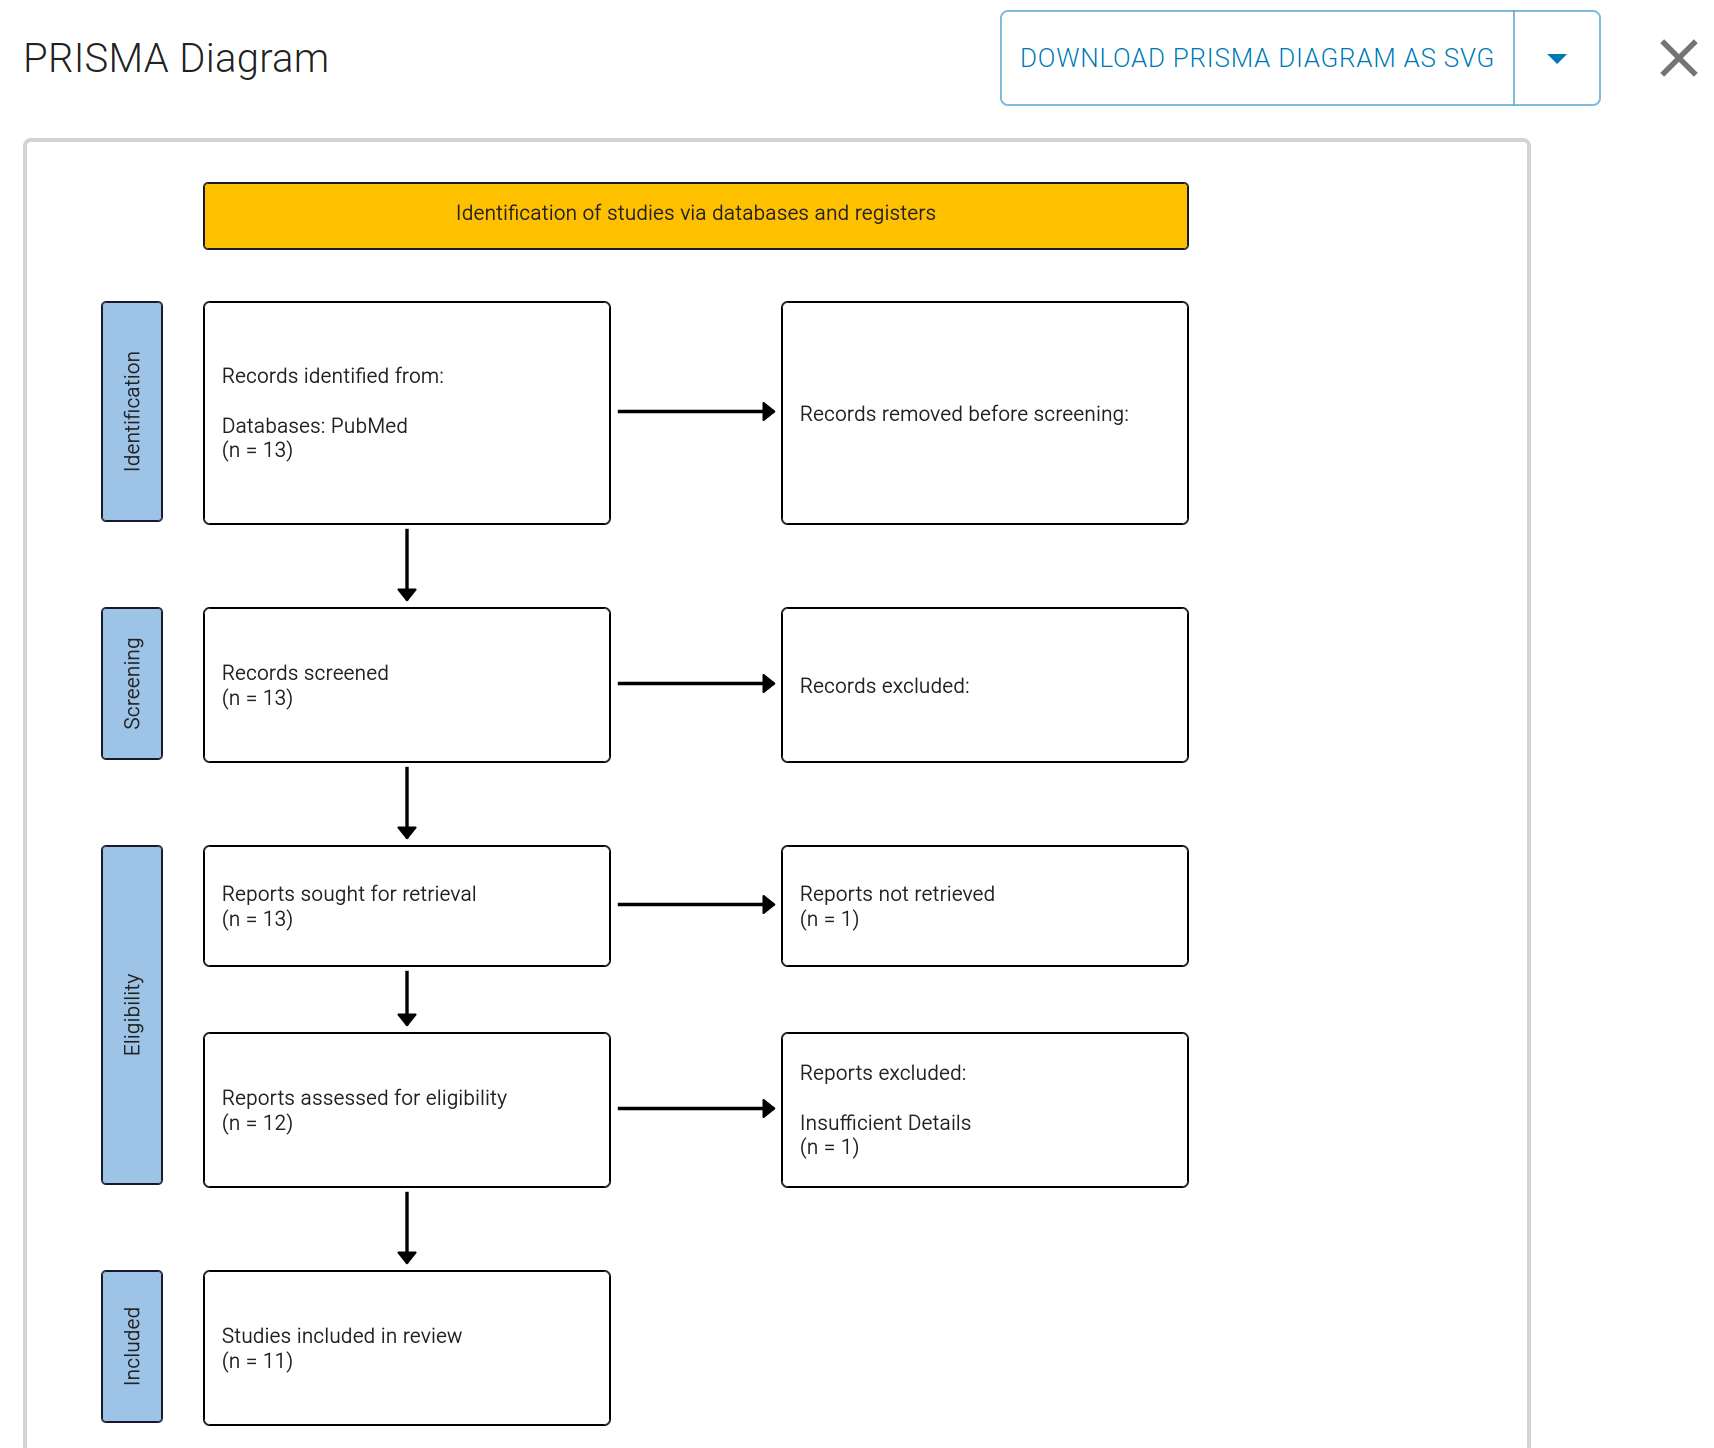 PRISMA Diagram
DOWNLOAD PRISMA DIAGRAM AS SVG
Identification of studies via databases and registers
Identification
Records identified from:
Databases: PubMed
(n = 13)
Records removed before screening:
Screening
Records screened
(n = 13)
Records excluded:
Eligibility
Reports sought for retrieval
(n = 13)
Reports not retrieved
(n = 1)
Reports assessed for eligibility
(n = 12)
Reports excluded:
Insufficient Details
(n = 1)
Included
Studies included in review
(n = 11)